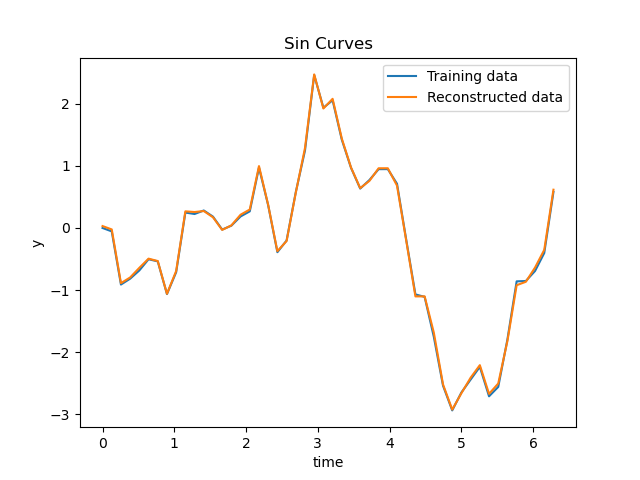 Sin Curves
Training data
Reconstructed data
2
1
0
−1
−2
−3
y
0 1 2 3 4 5 6
time